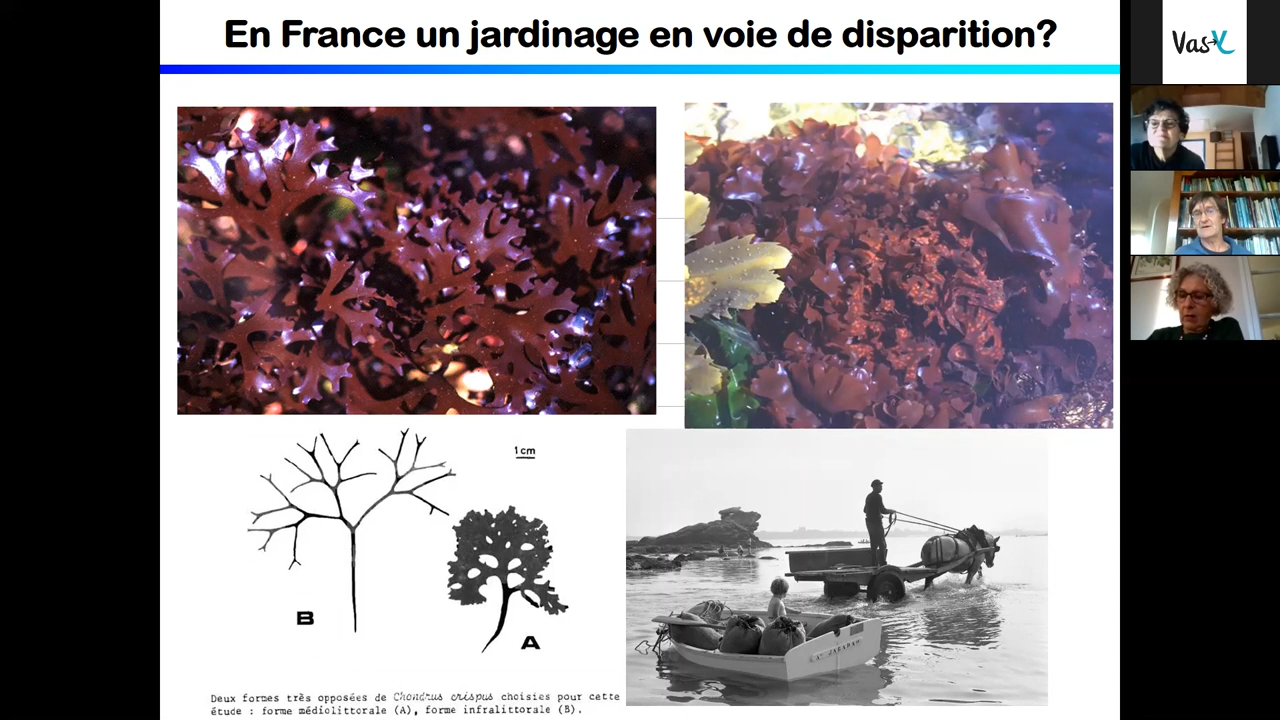 En France un jardinage en voie de disparition?
Vas-Y
1 cm
B
A
Deux formes très opposées de Chondrus crispus choisies pour cette
étude : forme médiolittorale (A), forme infralittorale (B).